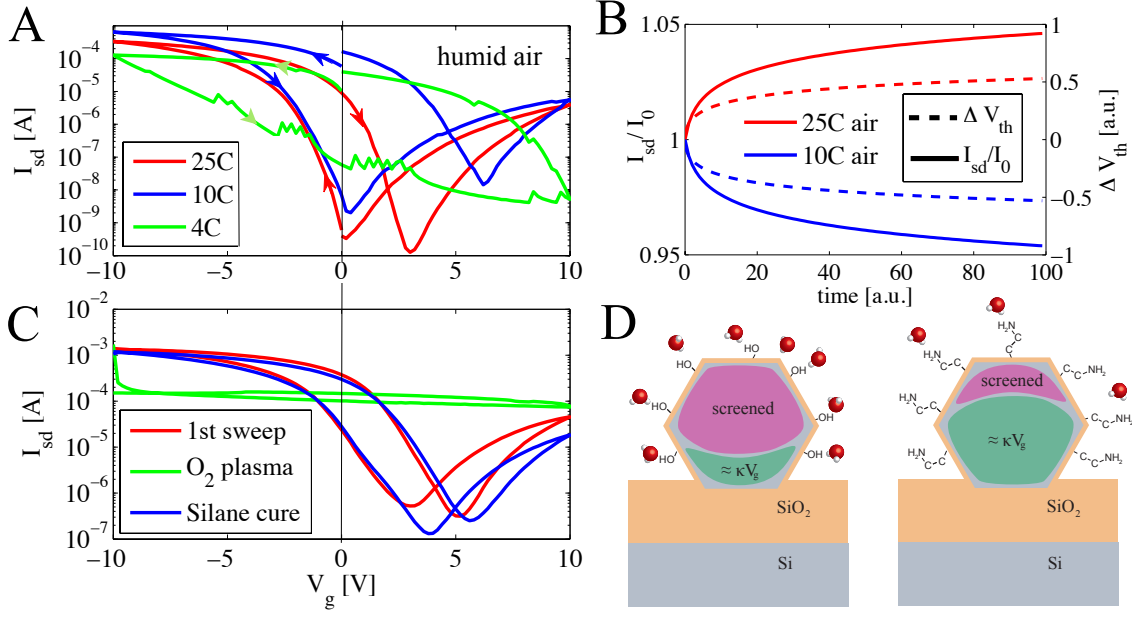 A
humid air
I_sd [A]
10^-4
10^-5
10^-6
10^-7
10^-8
10^-9
10^-10
25C
10C
4C
−10
−5
0
5
10
B
1.05
1
0.95
I_sd/ I_0
25C air
10C air
Δ V_th
I_sd/I_0
1
0.5
0
−0.5
−1
Δ V_th [a.u.]
0
20
40
60
80
100
time [a.u.]
C
I_sd [A]
10^-2
10^-3
10^-4
10^-5
10^-6
10^-7
1st sweep
O_2 plasma
Silane cure
−10
−5
0
5
10
V_g [V]
D
HO
HO
OH
HO
OH
HO
OH
screened
≈ κV_g
SiO_2
Si
H_2N
C
C
H_2N
C
C
C
C
NH_2
H_2N
C
C
C
C
NH_2
H_2N
C
C
C
C
NH_2
screened
≈ κV_g
SiO_2
Si